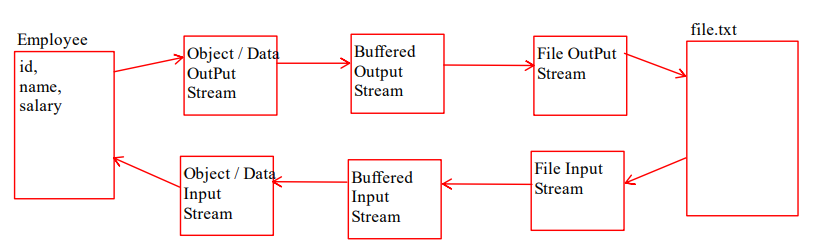 Employee
id,
name,
salary
Object / Data
OutPut
Stream
Buffered
Output
Stream
File OutPut
Stream
file.txt
Object / Data
Input
Stream
Buffered
Input
Stream
File Input
Stream